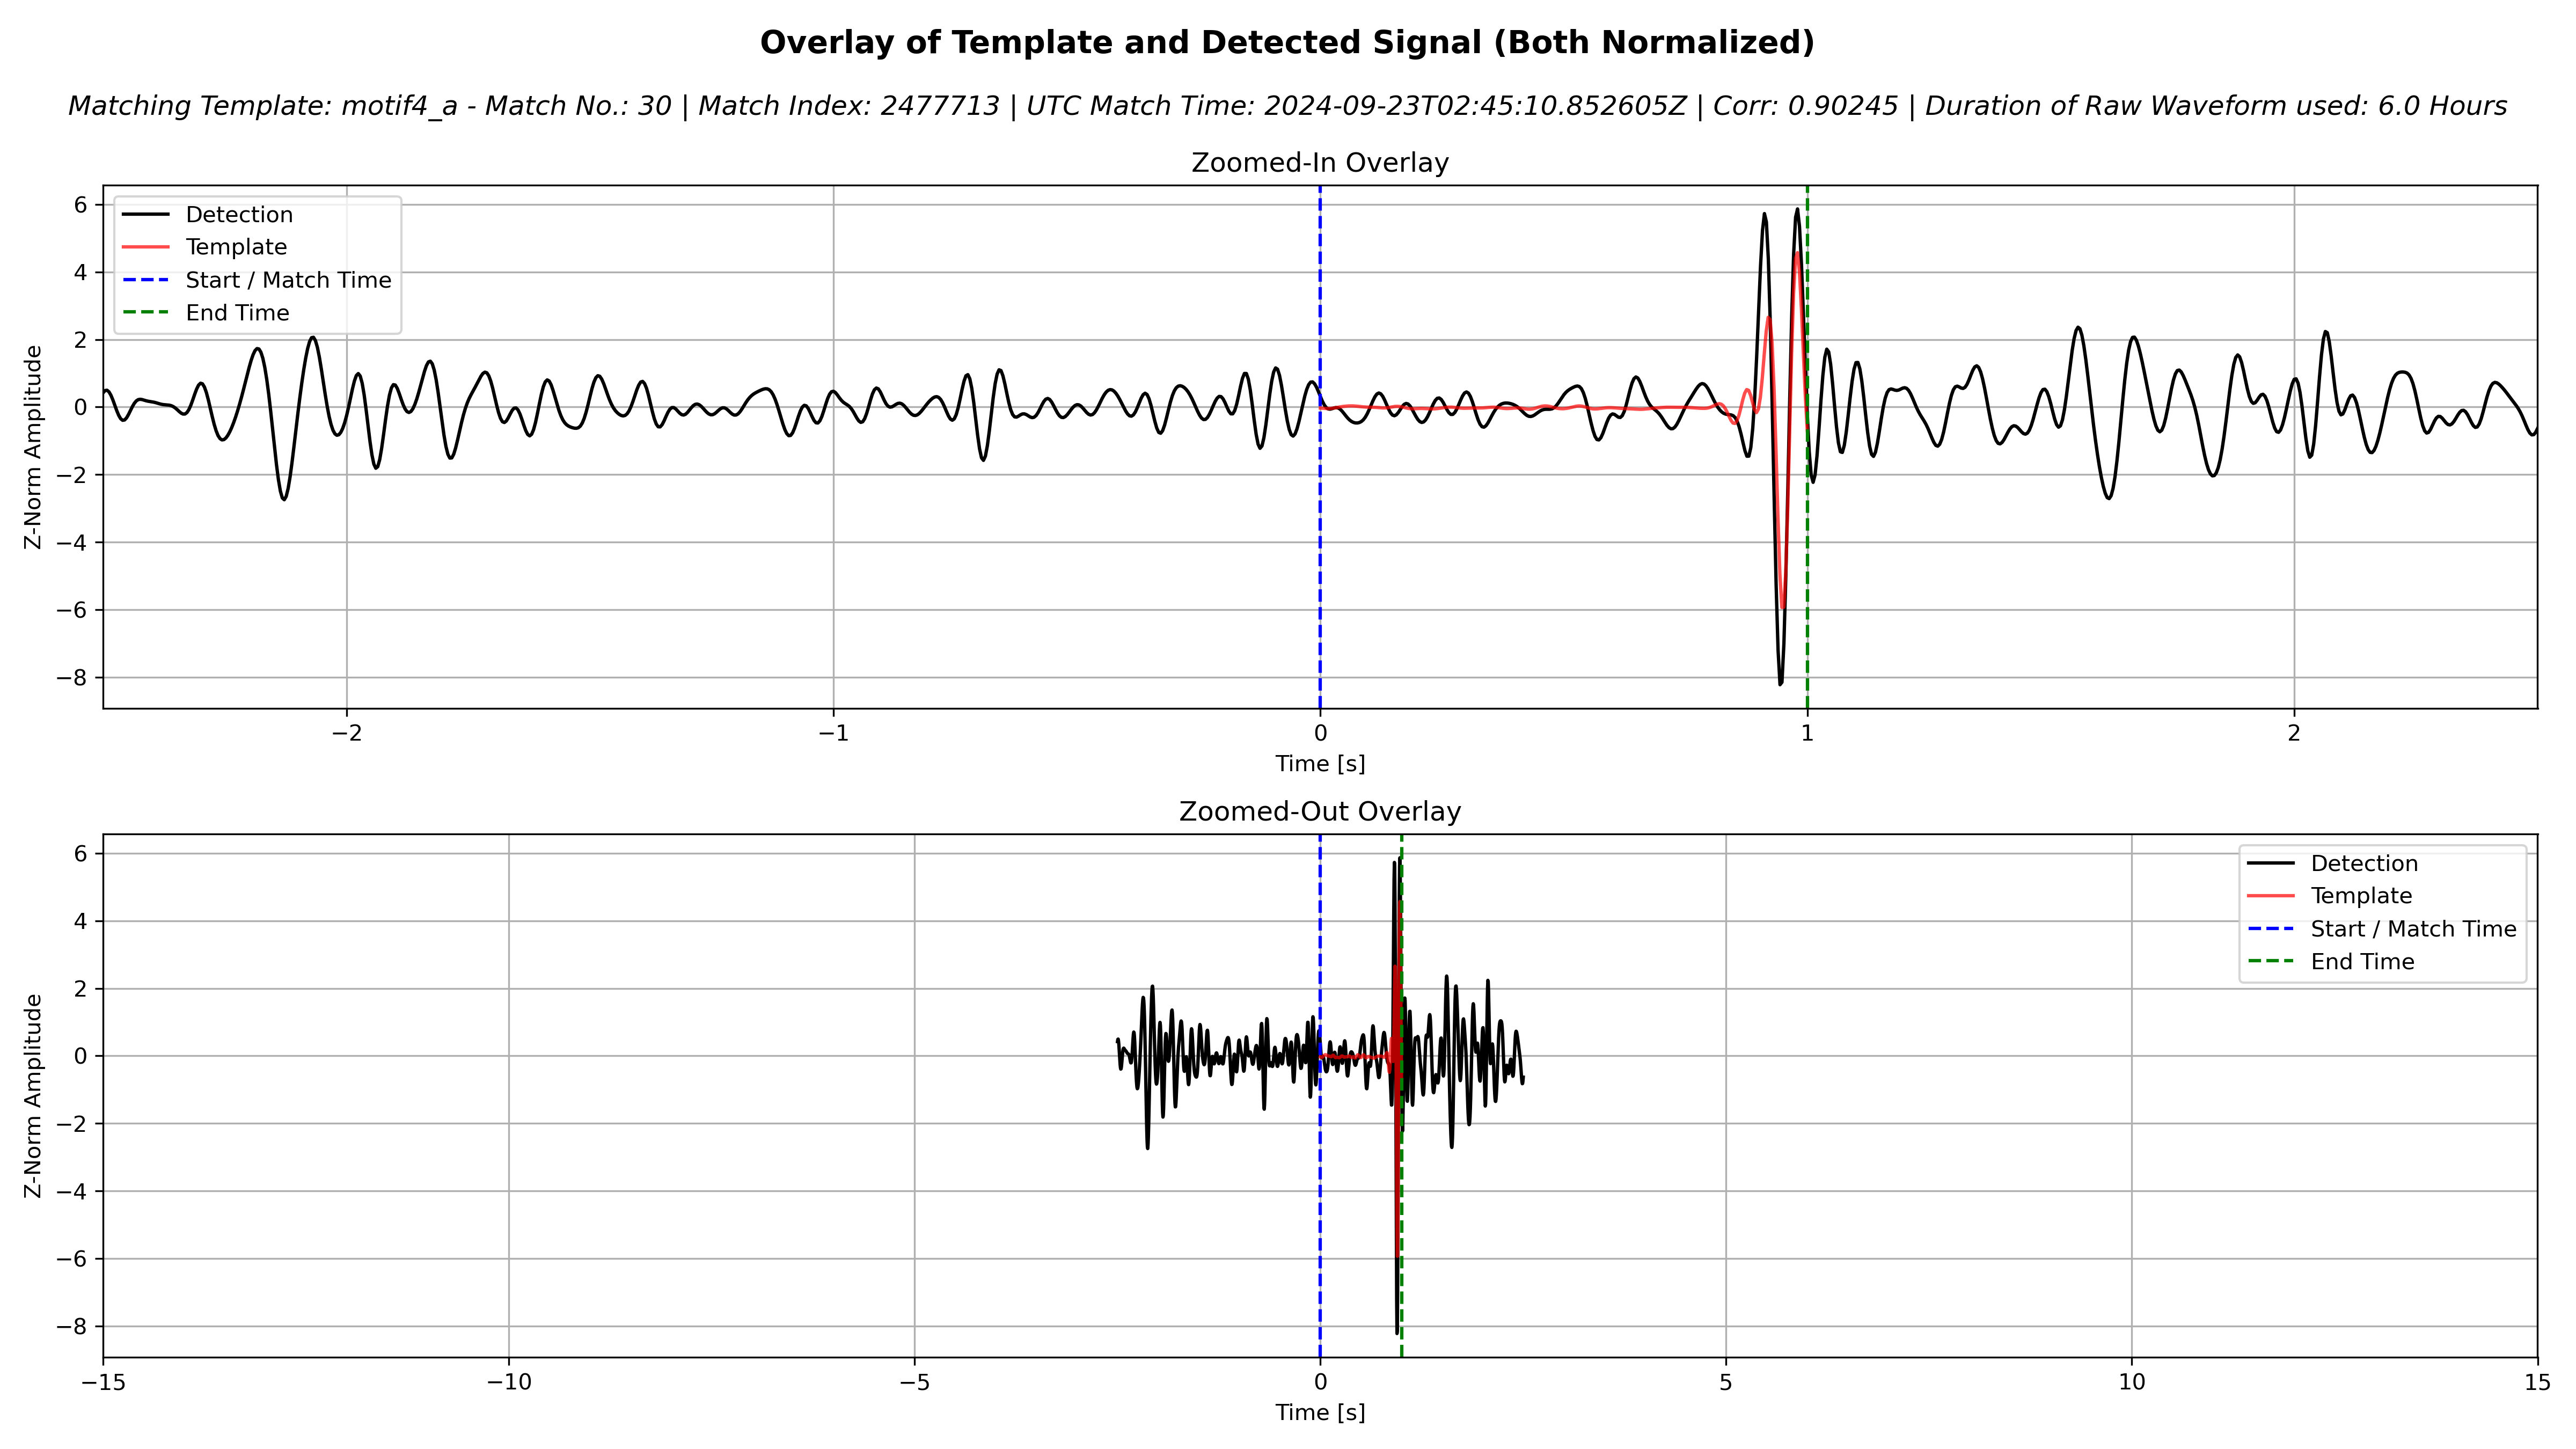 Overlay of Template and Detected Signal (Both Normalized)
Matching Template: motif4_a - Match No.: 30 | Match Index: 2477713 | UTC Match Time: 2024-09-23T02:45:10.852605Z | Corr: 0.90245 | Duration of Raw Waveform used: 6.0 Hours
Zoomed-In Overlay
Detection
Template
Start / Match Time
End Time
Z-Norm Amplitude
6
4
2
0
−2
−4
−6
−8
−2
−1
0
1
2
Time [s]
Zoomed-Out Overlay
Detection
Template
Start / Match Time
End Time
Z-Norm Amplitude
6
4
2
0
−2
−4
−6
−8
−15
−10
−5
0
5
10
15
Time [s]